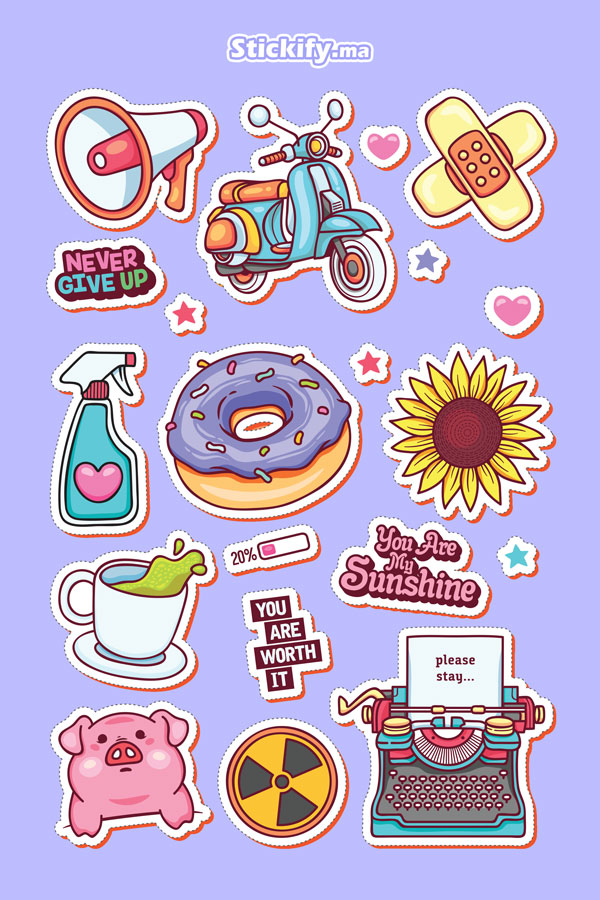 Stickify.ma
NEVER
GIVE UP
20%
You Are
My
Sunshine
YOU
ARE
WORTH
IT
please
stay...